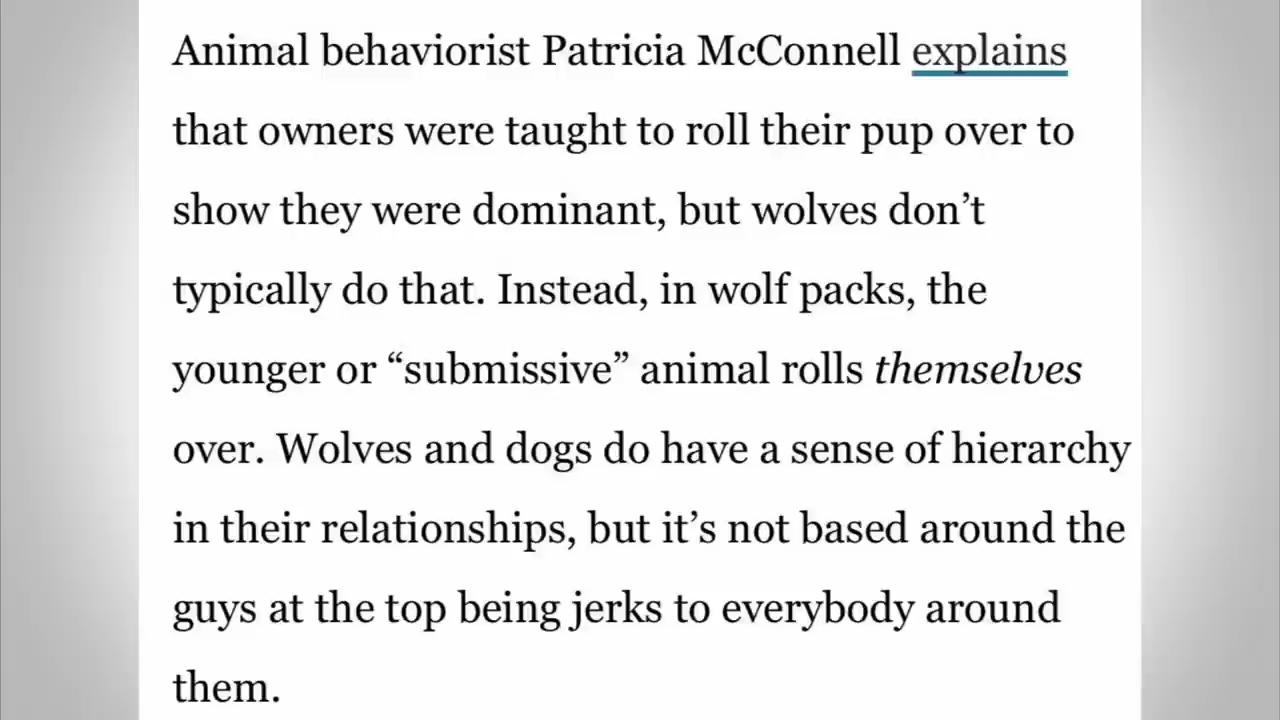 Animal behaviorist Patricia McConnell explains
that owners were taught to roll their pup over to
show they were dominant, but wolves don’t
typically do that. Instead, in wolf packs, the
younger or “submissive” animal rolls themselves
over. Wolves and dogs do have a sense of hierarchy
in their relationships, but it’s not based around the
guys at the top being jerks to everybody around
them.